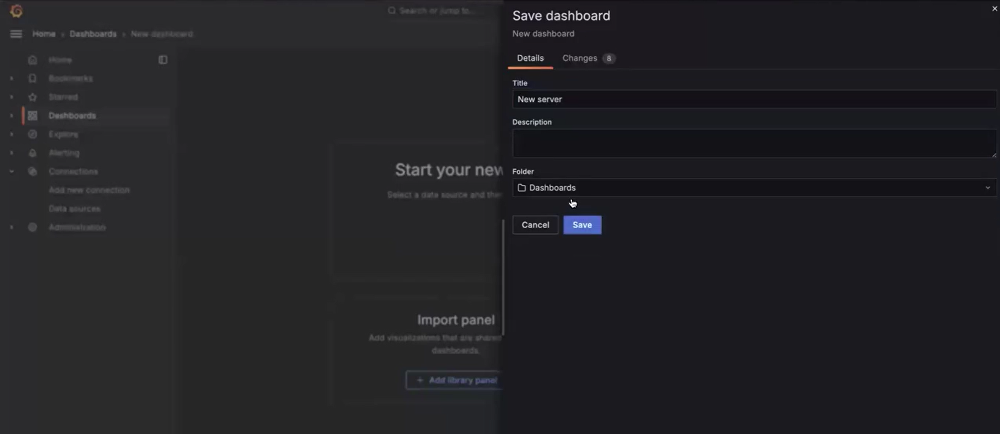 Search or jump to...
Home › Dashboards › New dashboard
Home
Bookmarks
Starred
Dashboards
Explore
Alerting
Connections
Add new connection
Data sources
Administration
Start your new
Select a data source and the
Import panel
Add visualizations that are share
dashboards.
+ Add library panel
Save dashboard
New dashboard
Details
Changes 8
Title
New server
Description
Folder
Dashboards
Cancel
Save